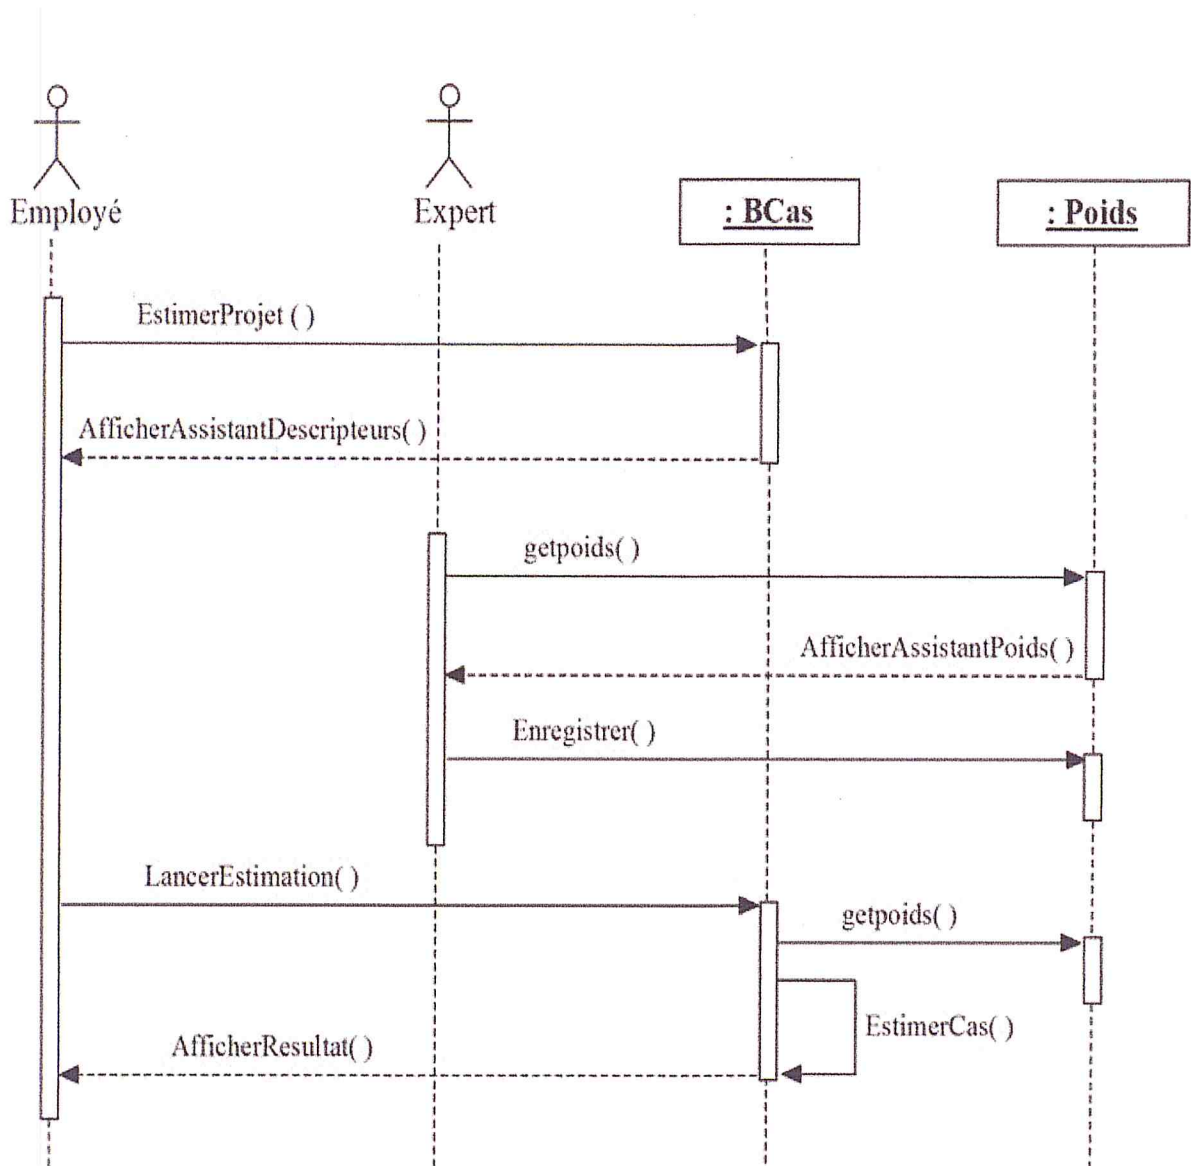 Employé
Expert
: BCas
: Poids
EstimerProjet ( )
AfficherAssistantDescripteurs( )
getpoids( )
AfficherAssistantPoids( )
Enregistrer( )
LancerEstimation( )
getpoids( )
EstimerCas( )
AfficherResultat( )